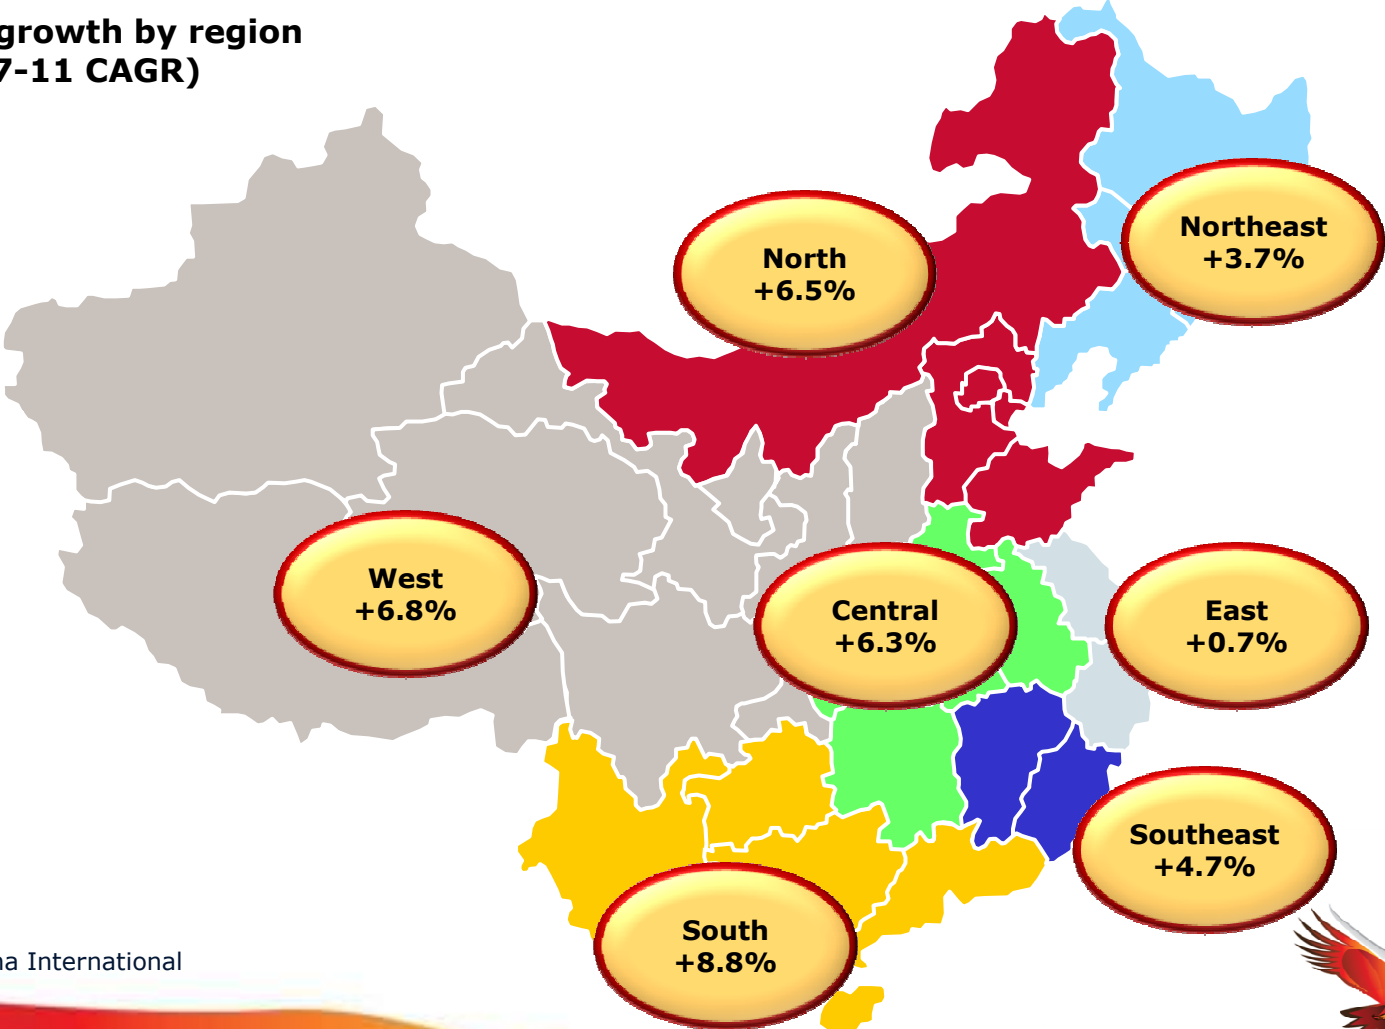 growth by region
7-11 CAGR)
Northeast
+3.7%
North
+6.5%
West
+6.8%
Central
+6.3%
East
+0.7%
Southeast
+4.7%
South
+8.8%
International